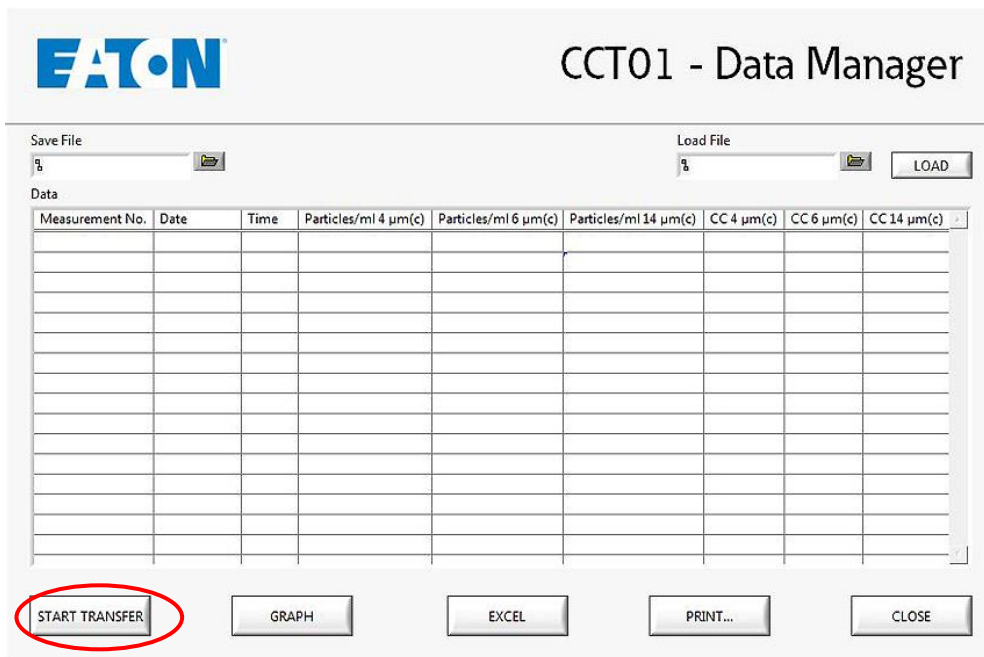 EATON
CCT01 - Data Manager
Save File
Load File
LOAD
Data
Measurement No. Date Time Particles/ml 4 µm(c) Particles/ml 6 µm(c) Particles/ml 14 µm(c) CC 4 µm(c) CC 6 µm(c) CC 14 µm(c)
START TRANSFER GRAPH EXCEL PRINT... CLOSE